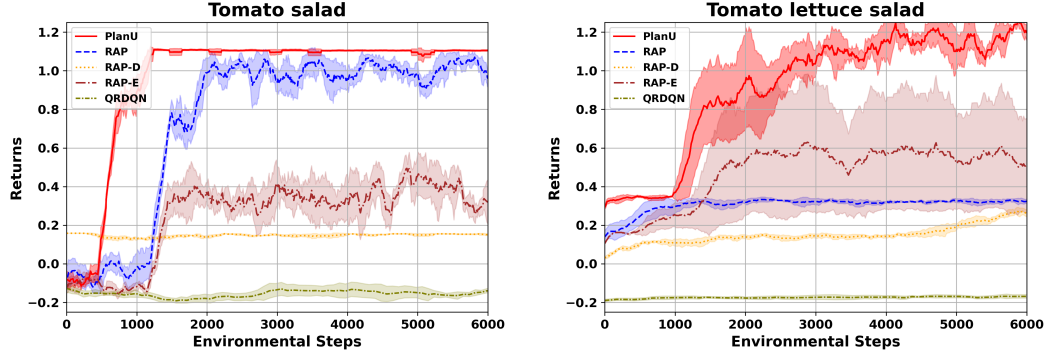 Tomato salad
1.2
1.0
0.8
0.6
0.4
0.2
0.0
−0.2
Returns
PlanU
RAP
RAP-D
RAP-E
QRDQN
0 1000 2000 3000 4000 5000 6000
Environmental Steps
Tomato lettuce salad
1.2
1.0
0.8
0.6
0.4
0.2
0.0
−0.2
Returns
PlanU
RAP
RAP-D
RAP-E
QRDQN
0 1000 2000 3000 4000 5000 6000
Environmental Steps